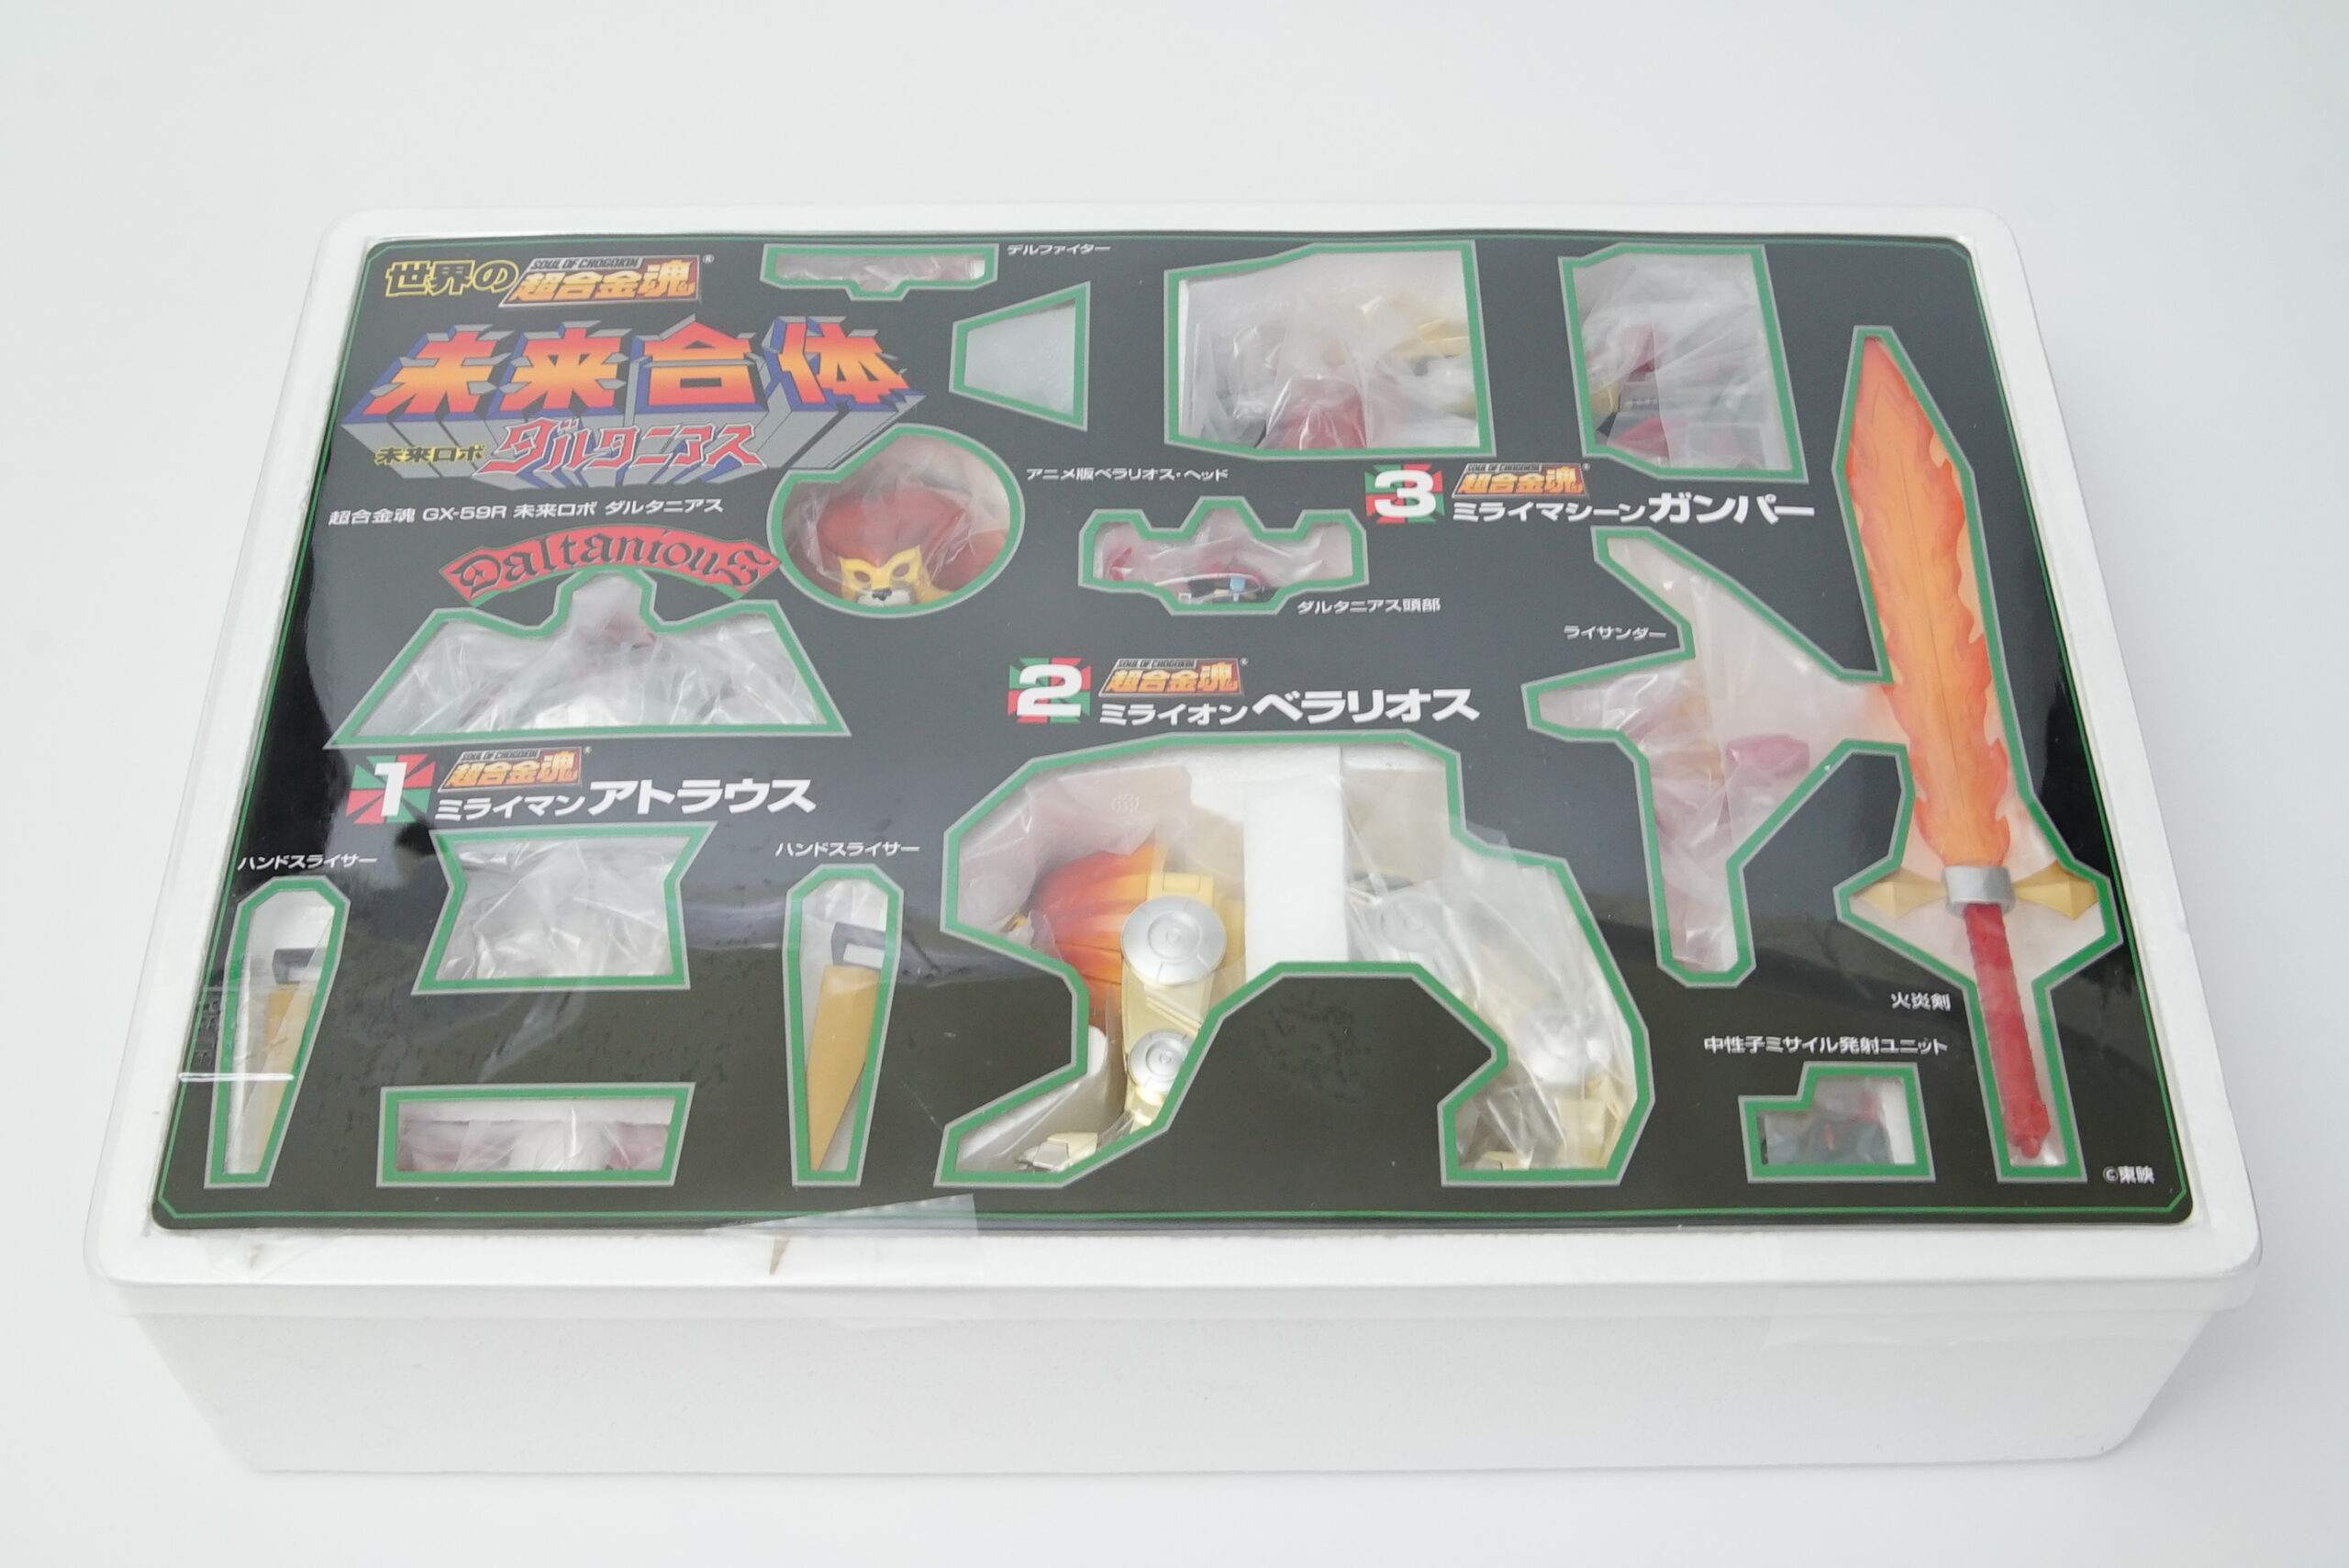 世界の SOUL OF CHOGOKIN 超合金魂®
未来合体
未来ロボ ダルタニアス
超合金魂 GX-59R 未来ロボ ダルタニアス
Daltanious
デルファイター
アニメ版ベラリオス・ヘッド
ダルタニアス頭部
3 SOUL OF CHOGOKIN 超合金魂®
ミライマシーン ガンパー
ライサンダー
2 SOUL OF CHOGOKIN 超合金魂®
ミライオン ベラリオス
1 SOUL OF CHOGOKIN 超合金魂®
ミライマン アトラウス
ハンドスライサー
ハンドスライサー
火炎剣
中性子ミサイル発射ユニット
©東映